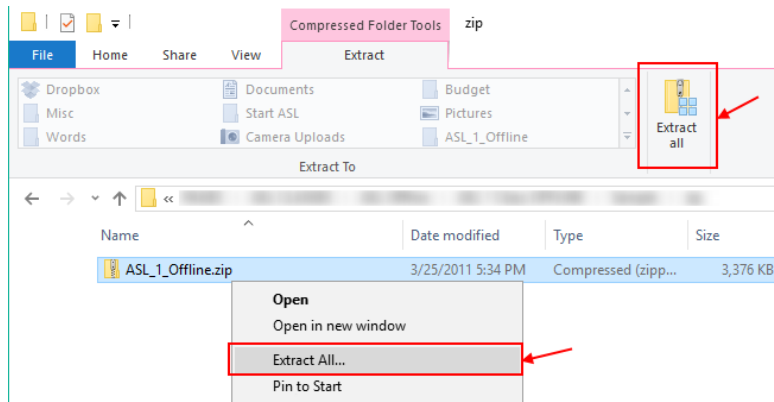 Compressed Folder Tools zip
File Home Share View Extract
Dropbox Documents Budget
Misc Start ASL Pictures
Words Camera Uploads ASL_1_Offline
Extract
all
Extract To
«
Name Date modified Type Size
ASL_1_Offline.zip 3/25/2011 5:34 PM Compressed (zipp... 3,376 KB
Open
Open in new window
Extract All...
Pin to Start